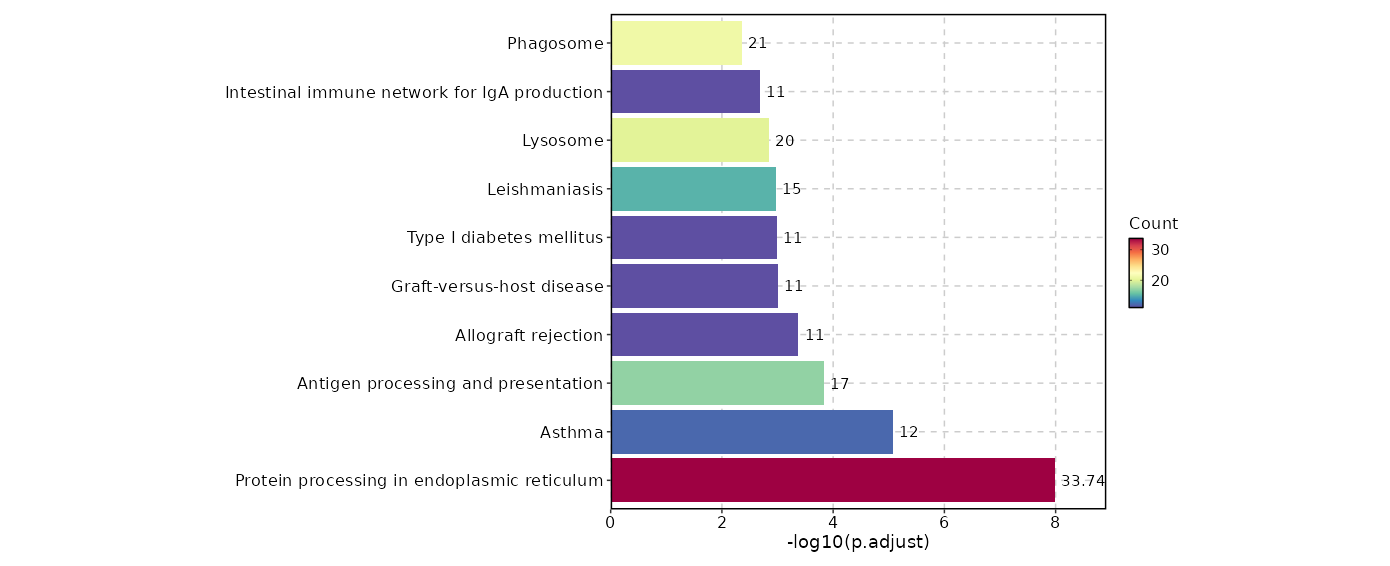 Phagosome 21
Intestinal immune network for IgA production 11
Lysosome 20
Leishmaniasis 15
Type I diabetes mellitus 11
Graft-versus-host disease 11
Allograft rejection 11
Antigen processing and presentation 17
Asthma 12
Protein processing in endoplasmic reticulum 33.74
0 2 4 6 8
-log10(p.adjust)
Count
30
20